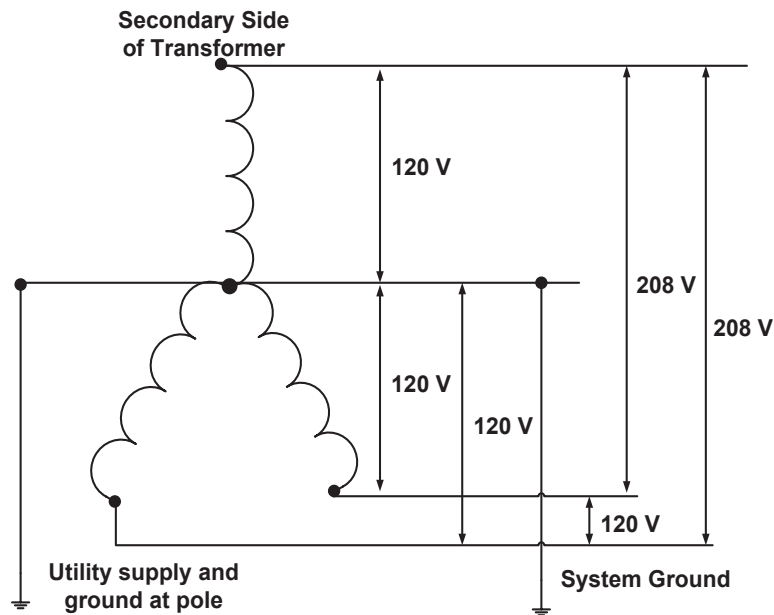 Secondary Side
of Transformer
120 V
208 V
208 V
120 V
120 V
120 V
Utility supply and
ground at pole
System Ground